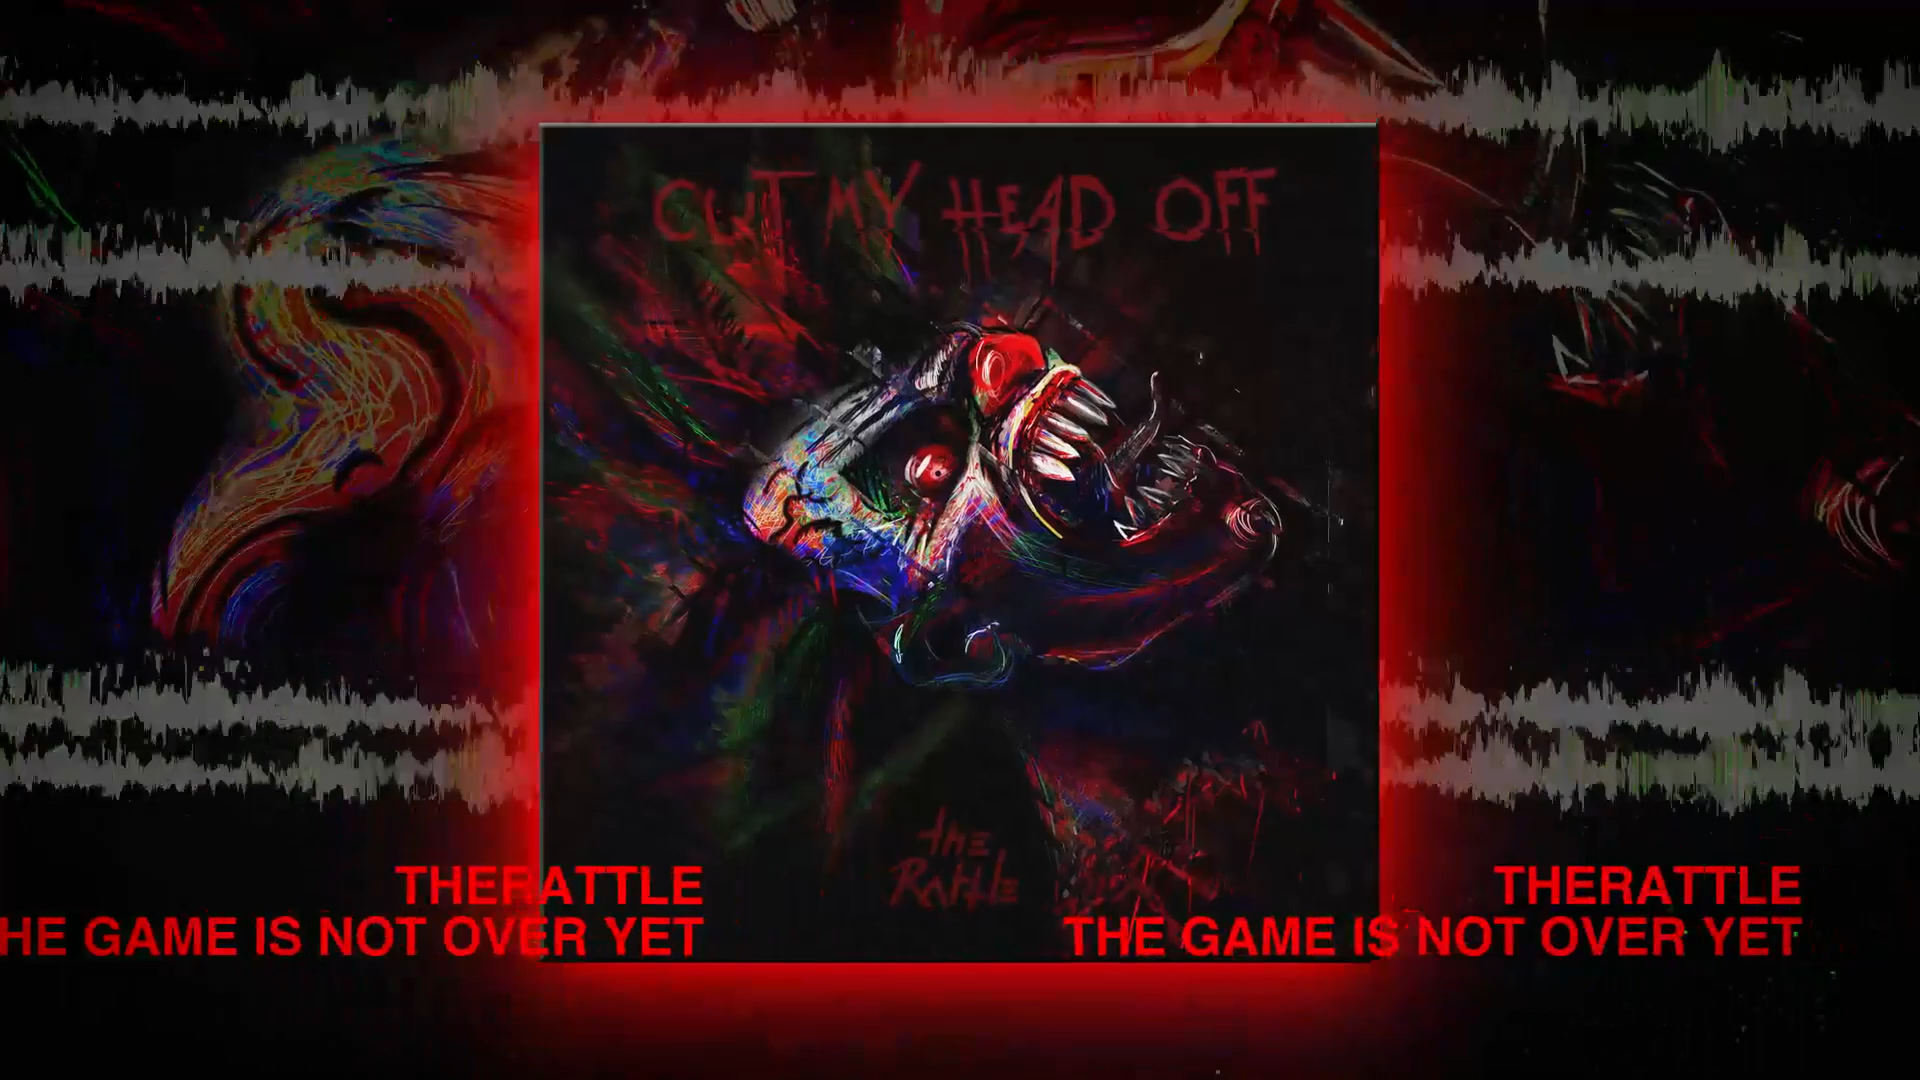 CUT MY HEAD OFF
the
Rattle
THERATTLE
HE GAME IS NOT OVER YET
THERATTLE
THE GAME IS NOT OVER YET